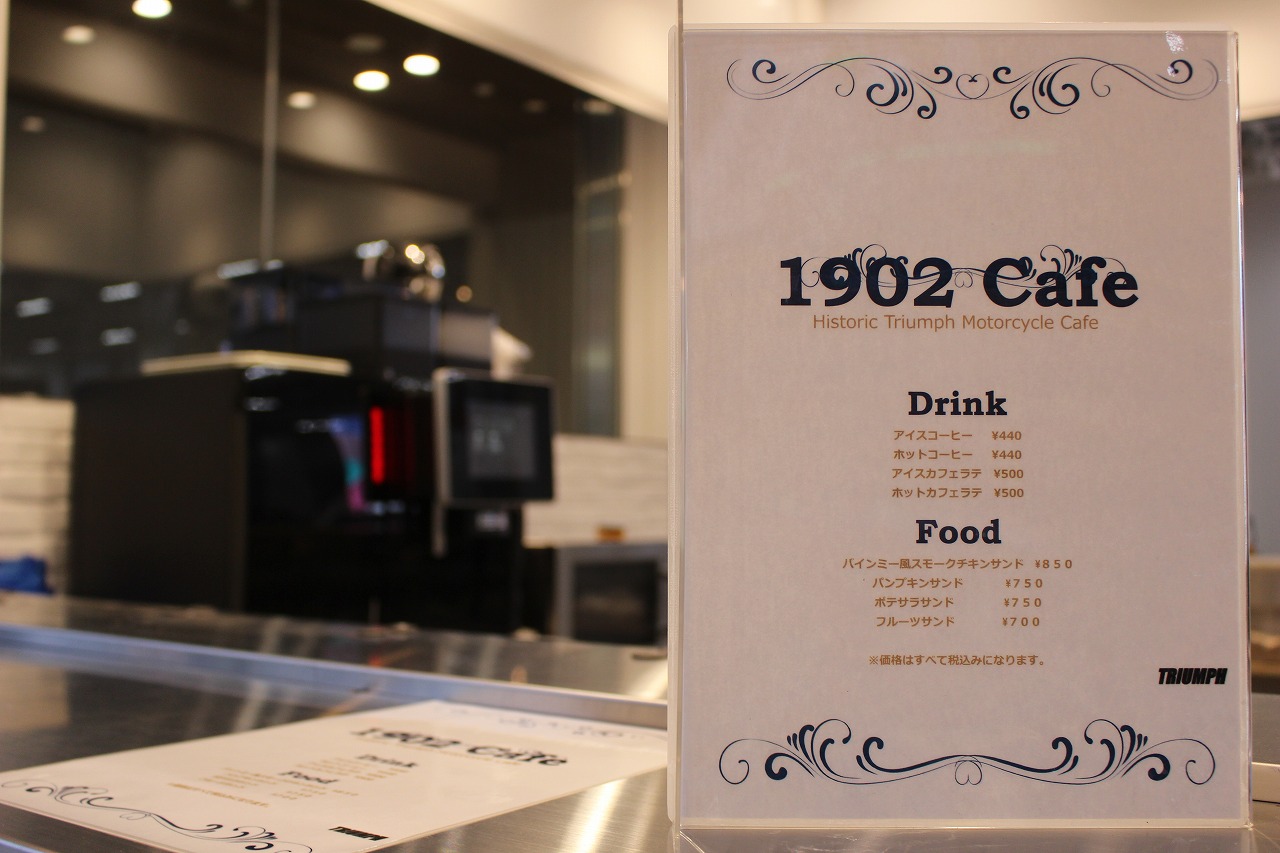 1902 Cafe
Historic Triumph Motorcycle Cafe
Drink
アイスコーヒー ¥440
ホットコーヒー ¥440
アイスカフェラテ ¥500
ホットカフェラテ ¥500
Food
バインミー風スモークチキンサンド ¥８５０
パンプキンサンド ¥７５０
ポテサラサンド ¥７５０
フルーツサンド ¥７００
※価格はすべて税込みになります。
TRIUMPH
1902 Cafe
Drink
Food
TRIUMPH